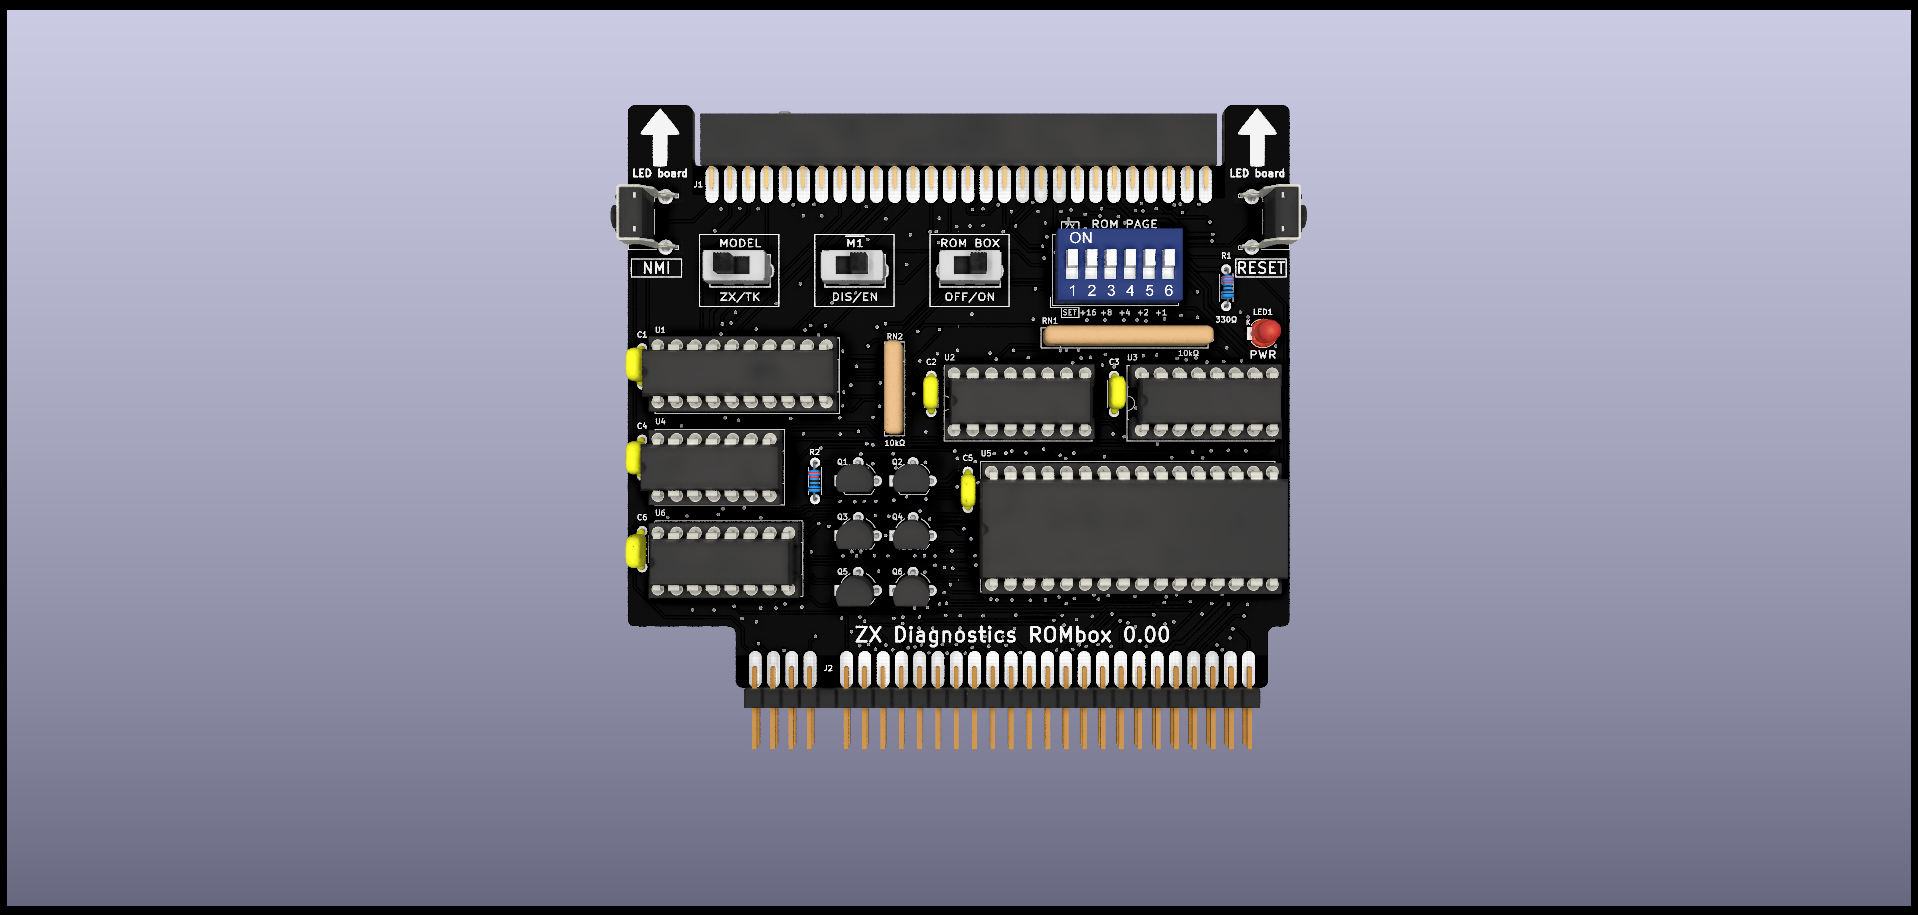 LED board
LED board
J1
ROM PAGE
ON
1 2 3 4 5 6
SET +16 +8 +4 +2 +1
MODEL
ZX/TK
M1
DIS/EN
ROM BOX
OFF/ON
NMI
RESET
R1
330Ω
LED1
PWR
RN1
10kΩ
C1
U1
RN2
10kΩ
C2
U2
C3
U3
C4
U4
R2
Q1
Q2
C5
U5
C6
U6
Q3
Q4
Q5
Q6
ZX Diagnostics ROMbox 0.00
J2